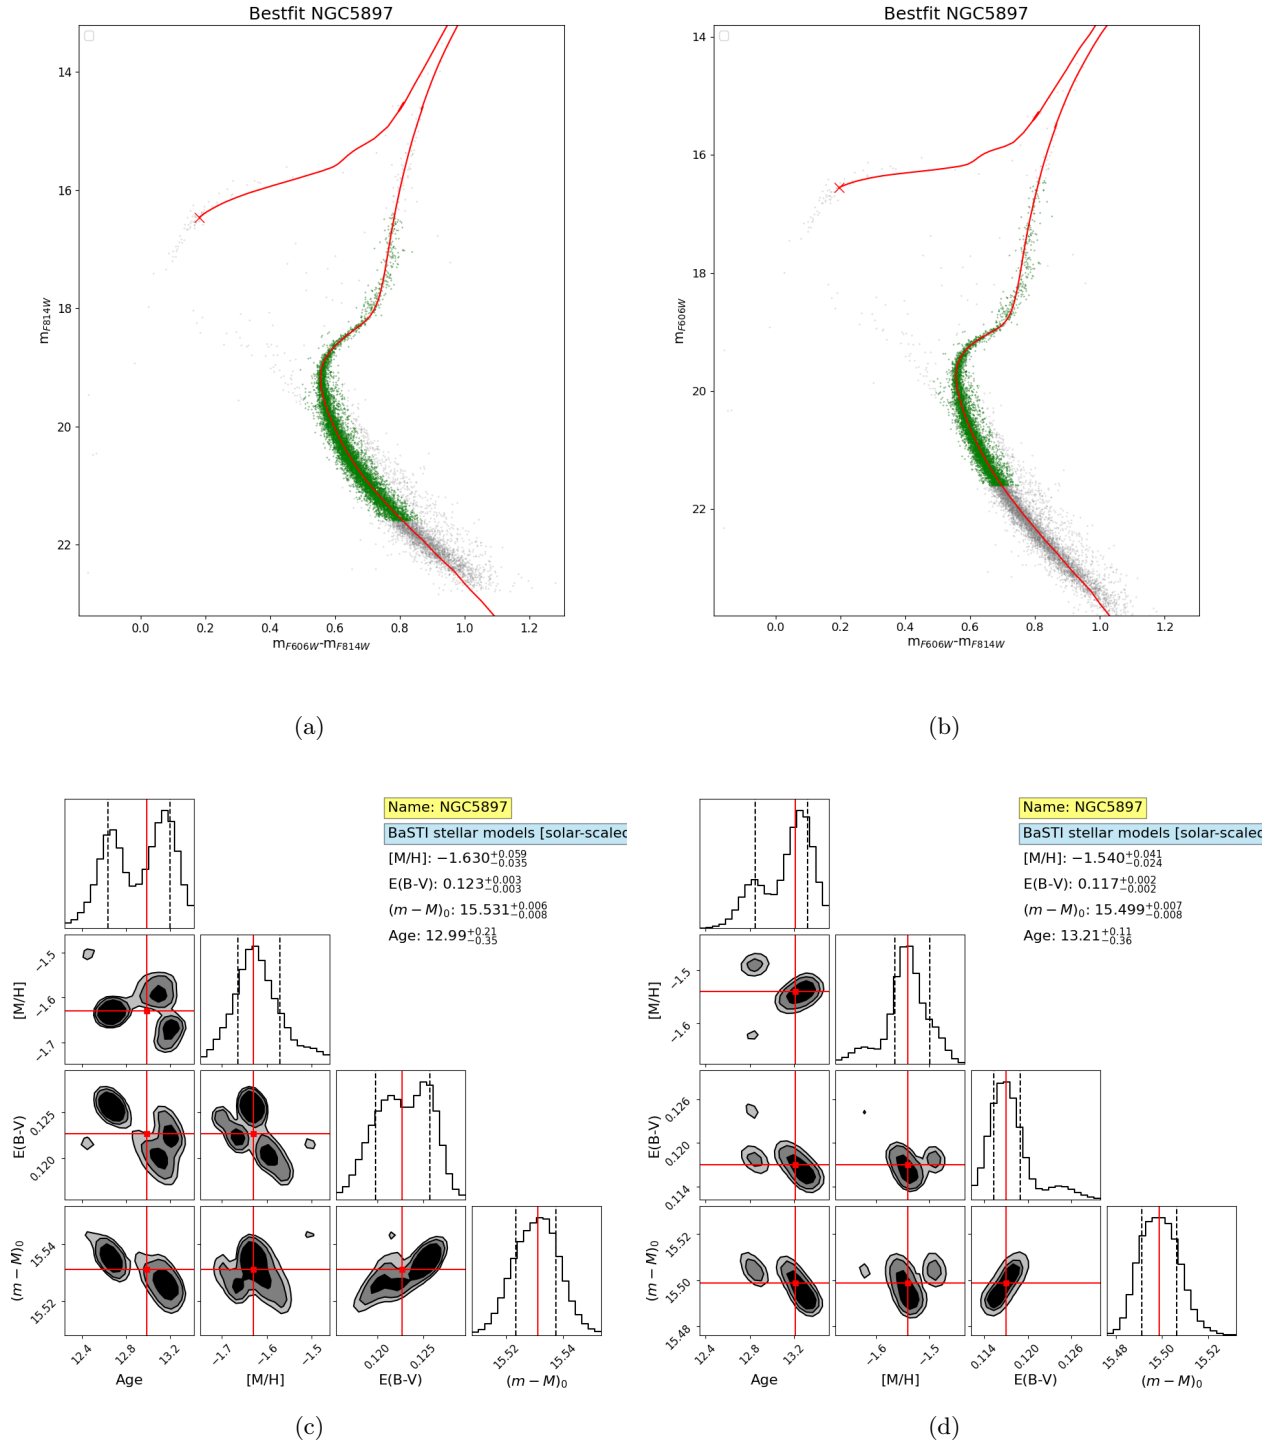 Bestfit NGC5897
Bestfit NGC5897
14
16
18
20
22
m_F814W
0.0 0.2 0.4 0.6 0.8 1.0 1.2
m_F606W-m_F814W
14
16
18
20
22
m_F606W
0.0 0.2 0.4 0.6 0.8 1.0 1.2
m_F606W-m_F814W
(a)
(b)
Name: NGC5897
BaSTI stellar models [solar-scaled
[M/H]: −1.630 +0.059 −0.035
E(B-V): 0.123 +0.003 −0.003
(m − M)₀: 15.531 +0.006 −0.008
Age: 12.99 +0.21 −0.35
[M/H]
−1.5
−1.6
−1.7
E(B-V)
0.125
0.120
(m − M)₀
15.54
15.52
12.4 12.8 13.2
Age
−1.7 −1.6 −1.5
[M/H]
0.120 0.125
E(B-V)
15.52 15.54
(m − M)₀
(c)
Name: NGC5897
BaSTI stellar models [solar-scaled
[M/H]: −1.540 +0.041 −0.024
E(B-V): 0.117 +0.002 −0.002
(m − M)₀: 15.499 +0.007 −0.008
Age: 13.21 +0.11 −0.36
[M/H]
−1.5
−1.6
E(B-V)
0.126
0.120
0.114
(m − M)₀
15.52
15.50
15.48
12.4 12.8 13.2
Age
−1.6 −1.5
[M/H]
0.114 0.120 0.126
E(B-V)
15.48 15.50 15.52
(m − M)₀
(d)